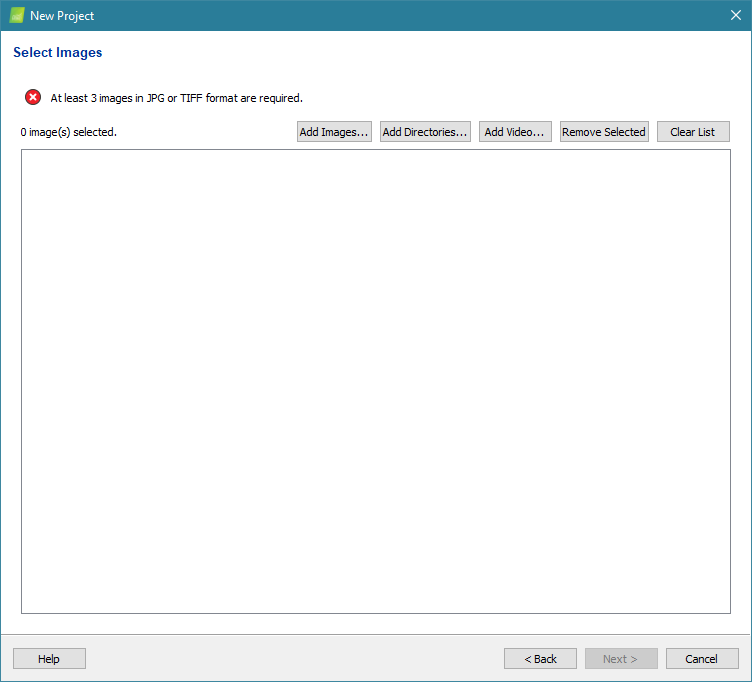 New Project
Select Images
At least 3 images in JPG or TIFF format are required.
0 image(s) selected. Add Images... Add Directories... Add Video... Remove Selected Clear List
Help < Back Next > Cancel